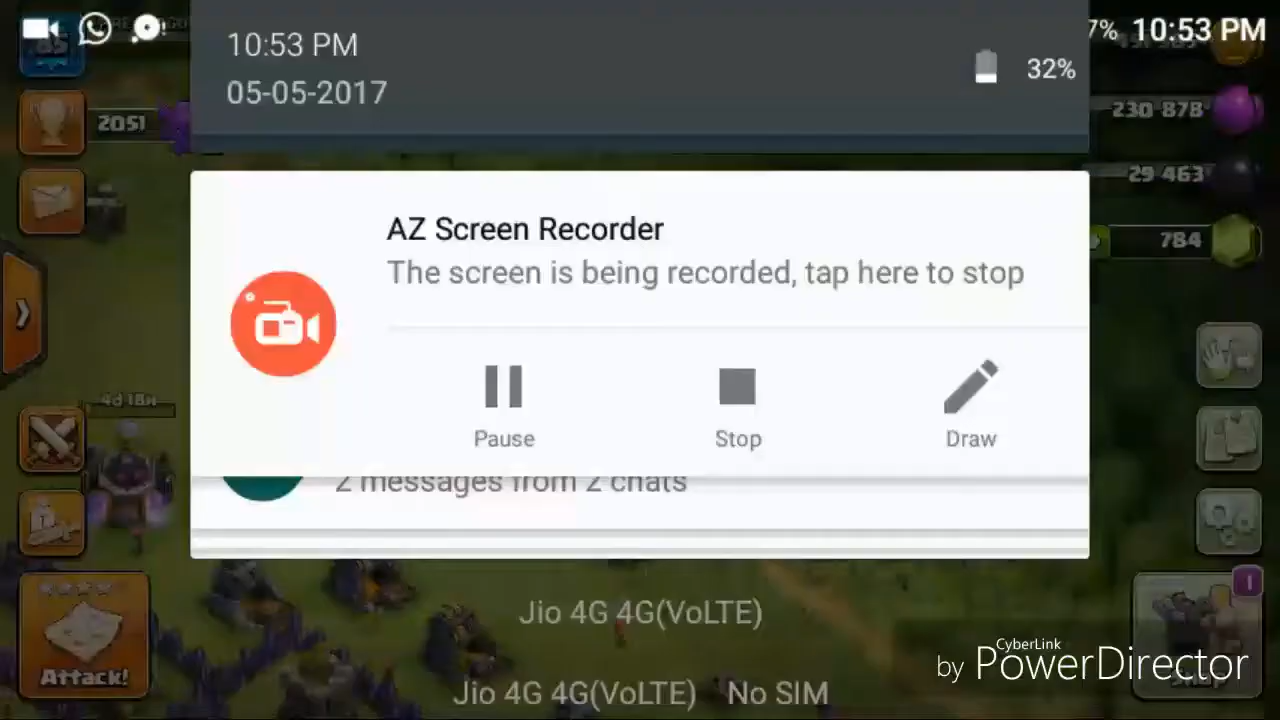 7% 10:53 PM
10:53 PM
05-05-2017
32%
2051
230 878
29 463
784
AZ Screen Recorder
The screen is being recorded, tap here to stop
Pause
Stop
Draw
2 messages from 2 chats
4d 18H
Attack!
Jio 4G 4G(VoLTE)
Jio 4G 4G(VoLTE) No SIM
1
CyberLink
by PowerDirector